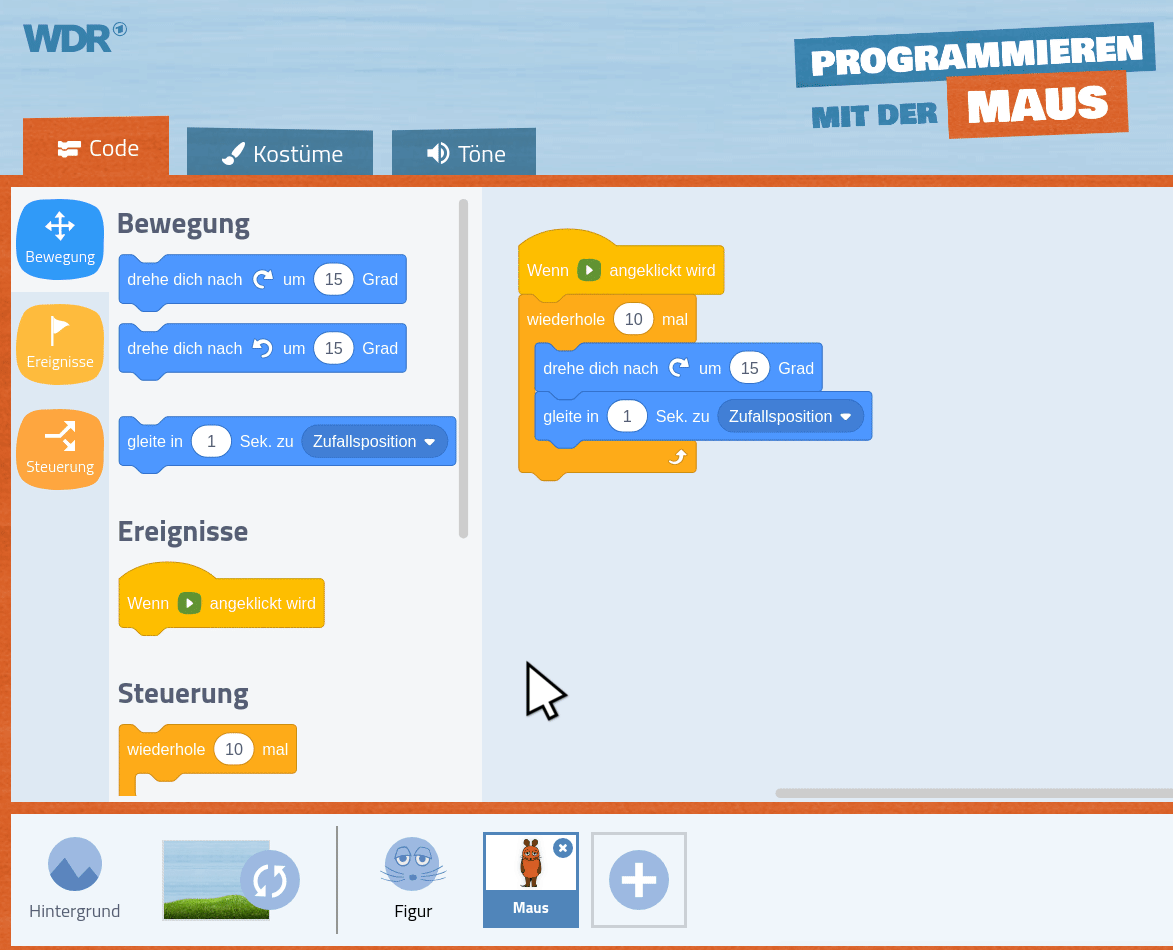 WDR
PROGRAMMIEREN
MIT DER MAUS
Code
Kostüme
Töne
Bewegung
Ereignisse
Steuerung
Bewegung
drehe dich nach um 15 Grad
drehe dich nach um 15 Grad
gleite in 1 Sek. zu Zufallsposition
Ereignisse
Wenn angeklickt wird
Steuerung
wiederhole 10 mal
Wenn angeklickt wird
wiederhole 10 mal
drehe dich nach um 15 Grad
gleite in 1 Sek. zu Zufallsposition
Hintergrund
Figur
Maus